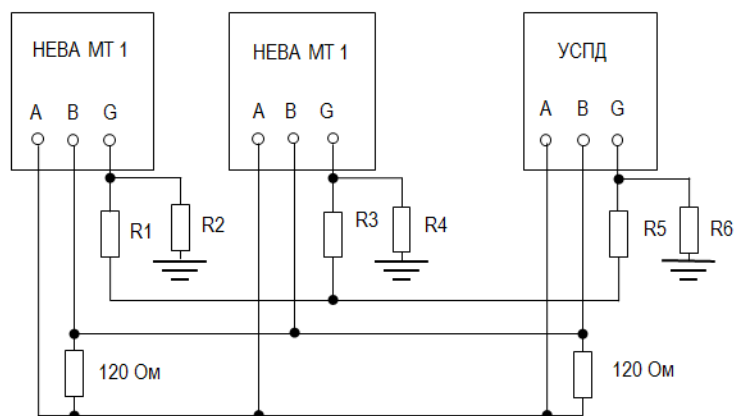 НЕВА МТ 1
НЕВА МТ 1
УСПД
A B G
A B G
A B G
R1
R2
R3
R4
R5
R6
120 Ом
120 Ом